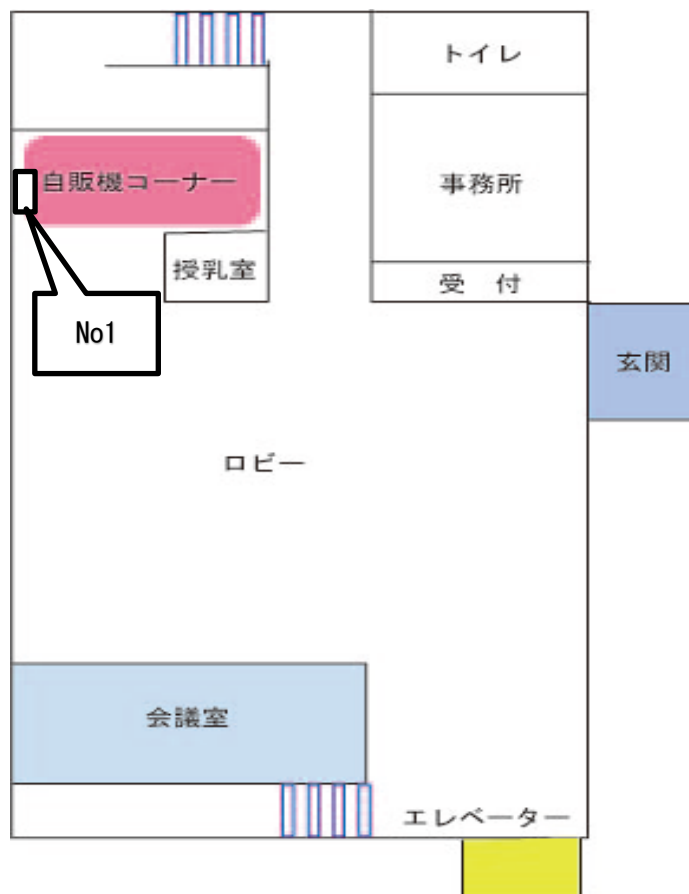 トイレ
自販機コーナー
事務所
授乳室
受 付
No1
玄関
ロビー
会議室
エレベーター